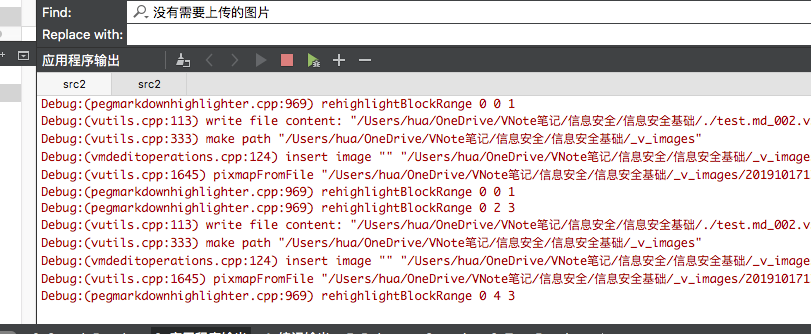 Find: 没有需要上传的图片
Replace with:
应用程序输出
src2 src2
Debug:(pegmarkdownhighlighter.cpp:969) rehighlightBlockRange 0 0 1
Debug:(vutils.cpp:113) write file content: "/Users/hua/OneDrive/VNote笔记/信息安全/信息安全基础/./test.md_002.v
Debug:(vutils.cpp:333) make path "/Users/hua/OneDrive/VNote笔记/信息安全/信息安全基础/_v_images"
Debug:(vmdeditoperations.cpp:124) insert image "" "/Users/hua/OneDrive/VNote笔记/信息安全/信息安全基础/_v_image
Debug:(vutils.cpp:1645) pixmapFromFile "/Users/hua/OneDrive/VNote笔记/信息安全/信息安全基础/_v_images/201910171
Debug:(pegmarkdownhighlighter.cpp:969) rehighlightBlockRange 0 0 1
Debug:(pegmarkdownhighlighter.cpp:969) rehighlightBlockRange 0 2 3
Debug:(vutils.cpp:113) write file content: "/Users/hua/OneDrive/VNote笔记/信息安全/信息安全基础/./test.md_002.v
Debug:(vutils.cpp:333) make path "/Users/hua/OneDrive/VNote笔记/信息安全/信息安全基础/_v_images"
Debug:(vmdeditoperations.cpp:124) insert image "" "/Users/hua/OneDrive/VNote笔记/信息安全/信息安全基础/_v_image
Debug:(vutils.cpp:1645) pixmapFromFile "/Users/hua/OneDrive/VNote笔记/信息安全/信息安全基础/_v_images/201910171
Debug:(pegmarkdownhighlighter.cpp:969) rehighlightBlockRange 0 4 3